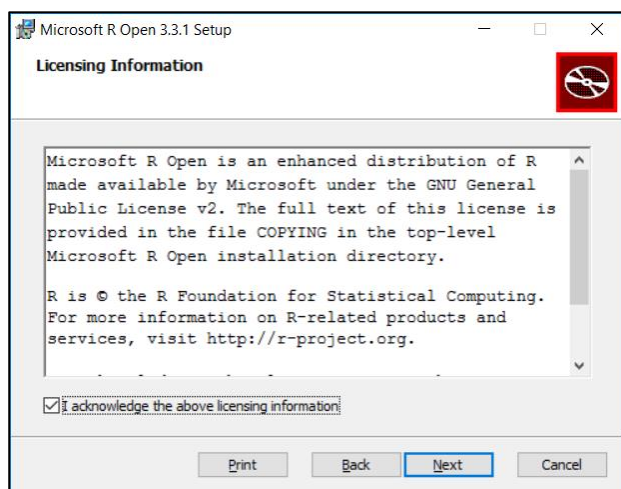 Microsoft R Open 3.3.1 Setup
Licensing Information
Microsoft R Open is an enhanced distribution of R
made available by Microsoft under the GNU General
Public License v2. The full text of this license is
provided in the file COPYING in the top-level
Microsoft R Open installation directory.
R is © the R Foundation for Statistical Computing.
For more information on R-related products and
services, visit http://r-project.org.
I acknowledge the above licensing information
Print Back Next Cancel